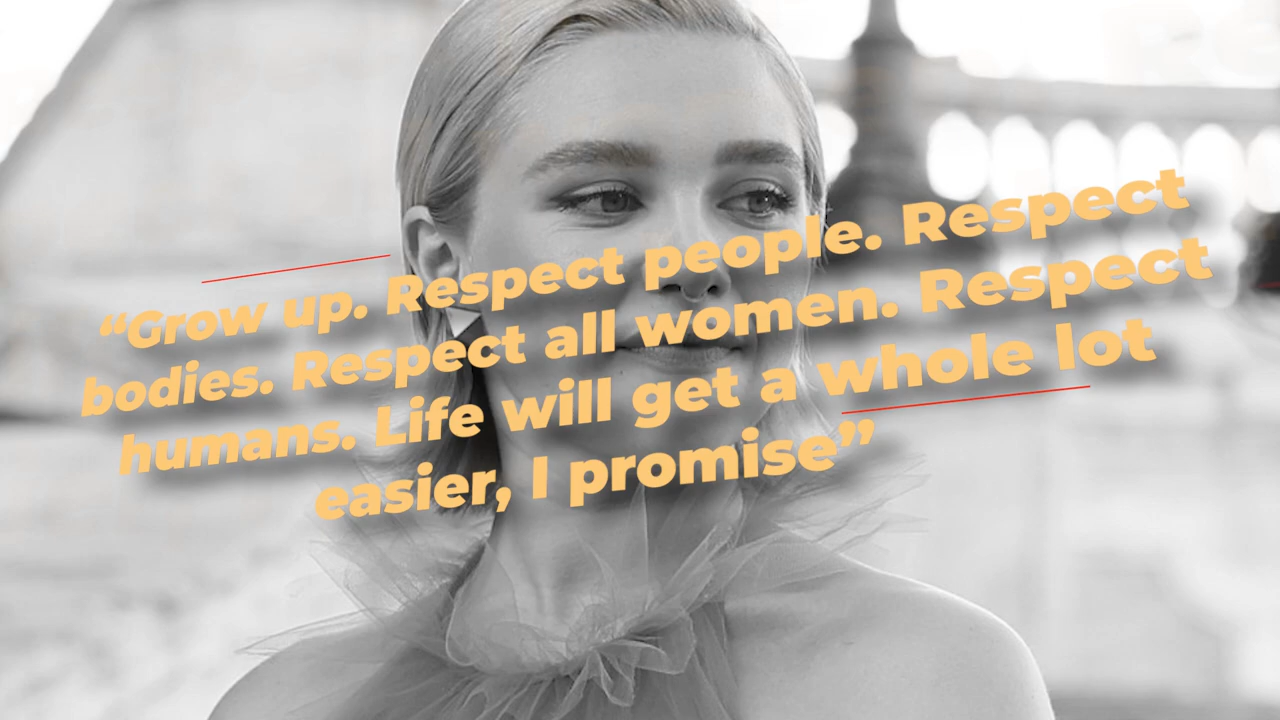 “Grow up. Respect people. Respect
bodies. Respect all women. Respect
humans. Life will get a whole lot
easier, I promise”